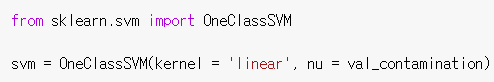 from sklearn.svm import OneClassSVM
svm = OneClassSVM(kernel = 'linear', nu = val_contamination)